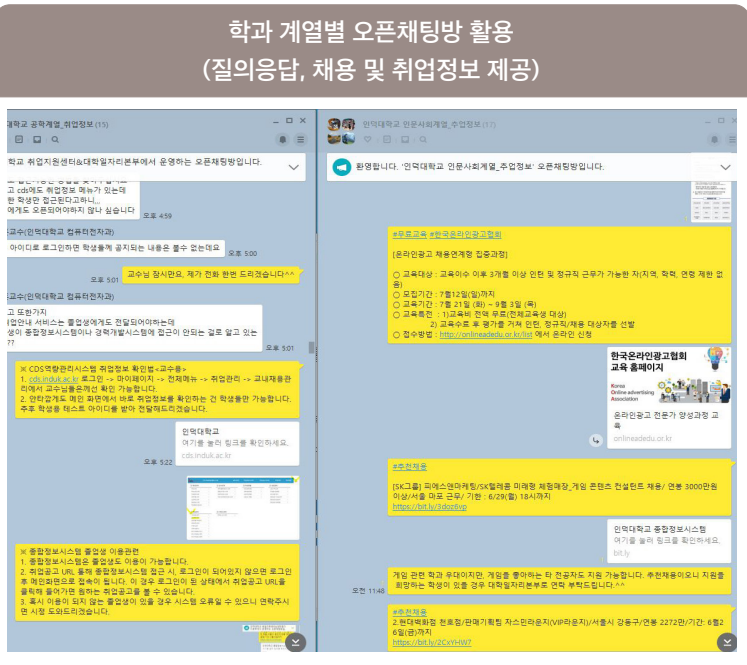 학과 계열별 오픈채팅방 활용
(질의응답, 채용 및 취업정보 제공)
대학교 공학계열_취업정보 (15)
학교 취업지원센터&대학일자리본부에서 운영하는 오픈채팅방입니다.
고 cds에도 취업정보 메뉴가 있는데
한 학생만 접근된다고하니,,,
에게도 오픈되어야하지 않나 싶습니다
오후 4:59
교수(인덕대학교 컴퓨터전자과)
아이디로 로그인하면 학생들께 공지되는 내용은 볼수 없는데요
오후 5:00
오후 5:01
교수님 잠시만요, 제가 전화 한번 드리겠습니다^^
교수(인덕대학교 컴퓨터전자과)
고 또한가지
업안내 서비스는 졸업생에게도 전달되어야하는데
생이 종합정보시스템이나 경력개발시스템에 접근이 안되는 걸로 알고 있는
??
오후 5:01
※ CDS역량관리시스템 취업정보 확인법<교수용>
1. cds.induk.ac.kr 로그인 -> 마이페이지 -> 전체메뉴 -> 취업관리 -> 교내채용관
리에서 교수님들은께선 확인 가능합니다.
2. 안타깝게도 메인 화면에서 바로 취업정보를 확인하는 건 학생들만 가능합니다.
추후 학생용 테스트 아이디를 받아 전달해드리겠습니다.
인덕대학교
여기를 눌러 링크를 확인하세요.
cds.induk.ac.kr
오후 5:22
※ 종합정보시스템 졸업생 이용관련
1. 종합정보시스템은 졸업생도 이용이 가능합니다.
2. 취업공고 URL 통해 종합정보시스템 접근 시, 로그인이 되어있지 않으면 로그인
후 메인화면으로 접속이 됩니다. 이 경우 로그인이 된 상태에서 취업공고 URL을
클릭해 들어가면 원하는 취업공고를 볼 수 있습니다.
3. 혹시 이용이 되지 않는 졸업생이 있을 경우 시스템 오류일 수 있으니 연락주시
면 시정 도와드리겠습니다.
인덕대학교 인문사회계열_취업정보 (17)
환영합니다. '인덕대학교 인문사회계열_취업정보' 오픈채팅방입니다.
#무료교육 #한국온라인광고협회
[온라인광고 채용연계형 집중과정]
○ 교육대상 : 교육이수 이후 3개월 이상 인턴 및 정규직 근무가 가능한 자(지역, 학력, 연령 제한 없
음)
○ 모집기간 : 7월12일(일)까지
○ 교육기간 : 7월 21일 (화) ~ 9월 3일 (목)
○ 교육특전 : 1)교육비 전액 무료(전체교육생 대상)
2) 교육수료 후 평가를 거쳐 인턴, 정규직/채용 대상자를 선발
○ 접수방법 : http://onlineadedu.or.kr/list 에서 온라인 신청
한국온라인광고협회
교육 홈페이지
Korea
Online advertising
Association
온라인광고 전문가 양성과정 교
육
onlineadedu.or.kr
#추천채용
[SK그룹] 피에스앤마케팅/SK텔레콤 미래형 체험매장_게임 콘텐츠 컨설턴트 채용/ 연봉 3000만원
이상/서울 마포 근무/ 기한 : 6/29(월) 18시까지
https://bit.ly/3doz6vp
인덕대학교 종합정보시스템
여기를 눌러 링크를 확인하세요.
bit.ly
오전 11:48
게임 관련 학과 우대이지만, 게임을 좋아하는 타 전공자도 지원 가능합니다. 추천채용이오니 지원을
희망하는 학생이 있을 경우 대학일자리본부로 연락 부탁드립니다.^^
#추천채용
2.현대백화점 천호점/판매기획팀 자스민라운지(VIP라운지)/서울시 강동구/연봉 2272만/기간: 6월2
6일(금)까지
https://bit.ly/2CxYHW7